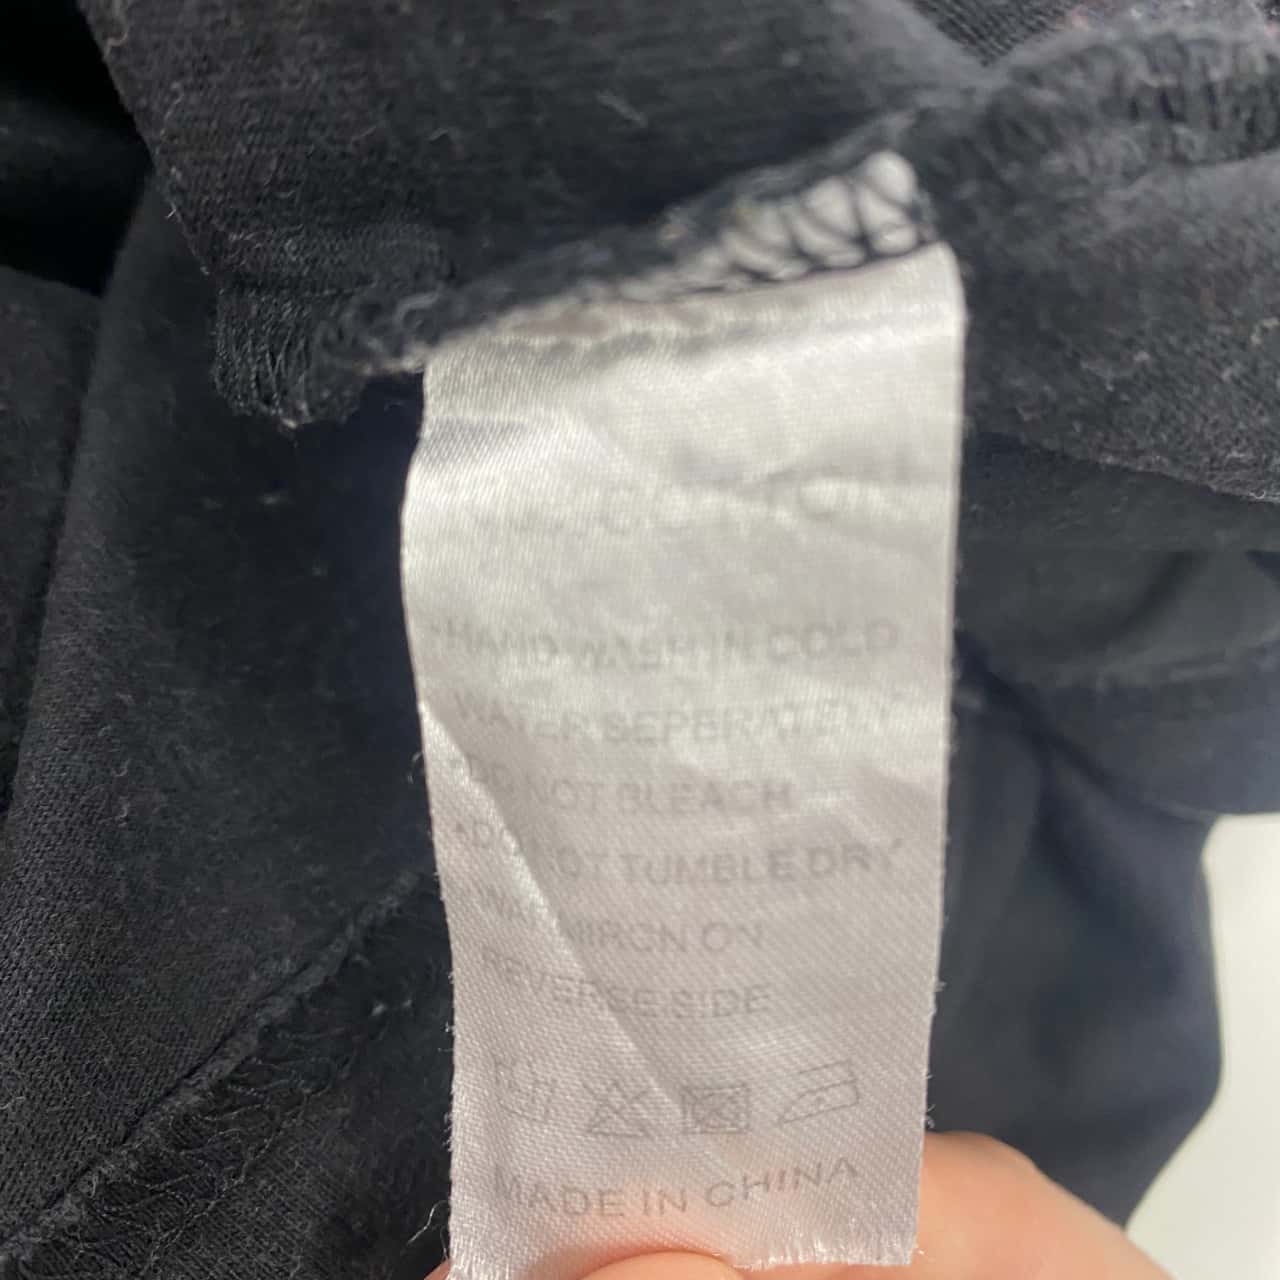 COTTON
HAND WASH IN COLD
WATER SEPERATELY
*DO NOT BLEACH
*DO NOT TUMBLE DRY
*WARM IRON ON
REVERSE SIDE
MADE IN CHINA